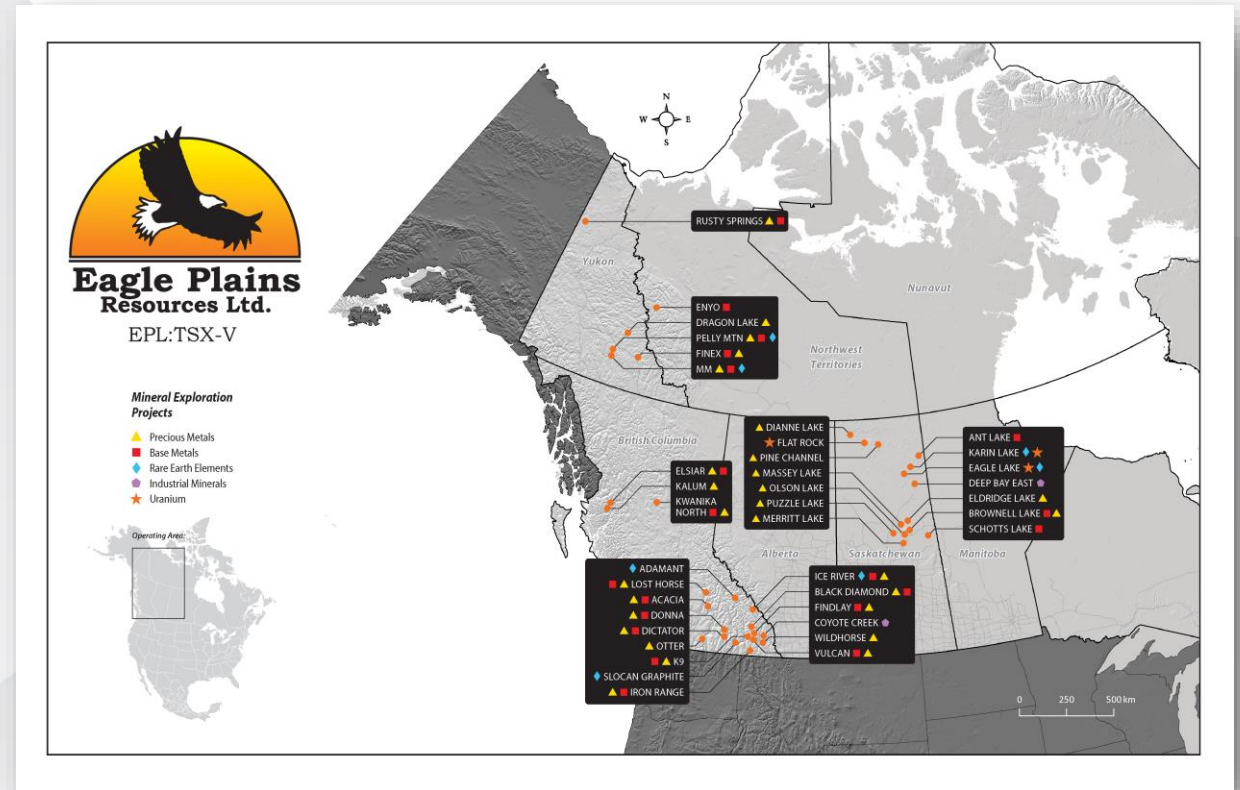 Eagle Plains
Resources Ltd.
EPL:TSX-V
Mineral Exploration
Projects
Precious Metals
Base Metals
Rare Earth Elements
Industrial Minerals
Uranium
Operating Area:
N
W E
S
RUSTY SPRINGS
Yukon
Nunavut
ENYO
DRAGON LAKE
PELLY MTN
FINEX
MM
Northwest
Territories
British Columbia
DIANNE LAKE
FLAT ROCK
PINE CHANNEL
MASSEY LAKE
OLSON LAKE
PUZZLE LAKE
MERRITT LAKE
ANT LAKE
KARIN LAKE
EAGLE LAKE
DEEP BAY EAST
ELDRIDGE LAKE
BROWNELL LAKE
SCHOTTS LAKE
ELSIAR
KALUM
KWANIKA
NORTH
Alberta
Saskatchewan
Manitoba
ADAMANT
LOST HORSE
ACACIA
DONNA
DICTATOR
OTTER
K9
SLOCAN GRAPHITE
IRON RANGE
ICE RIVER
BLACK DIAMOND
FINDLAY
COYOTE CREEK
WILDHORSE
VULCAN
0 250 500 km